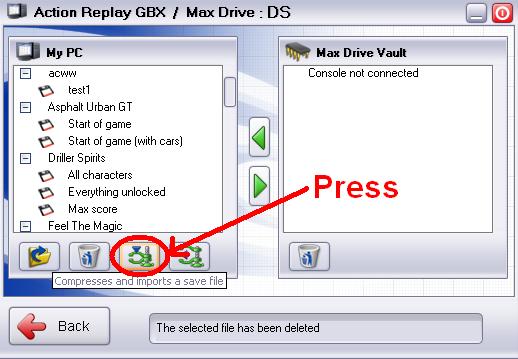 Action Replay GBX / Max Drive : DS
My PC
acww
test1
Asphalt Urban GT
Start of game
Start of game (with cars)
Driller Spirits
All characters
Everything unlocked
Max score
Feel The Magic
Compresses and imports a save file
Max Drive Vault
Console not connected
Press
Back
The selected file has been deleted